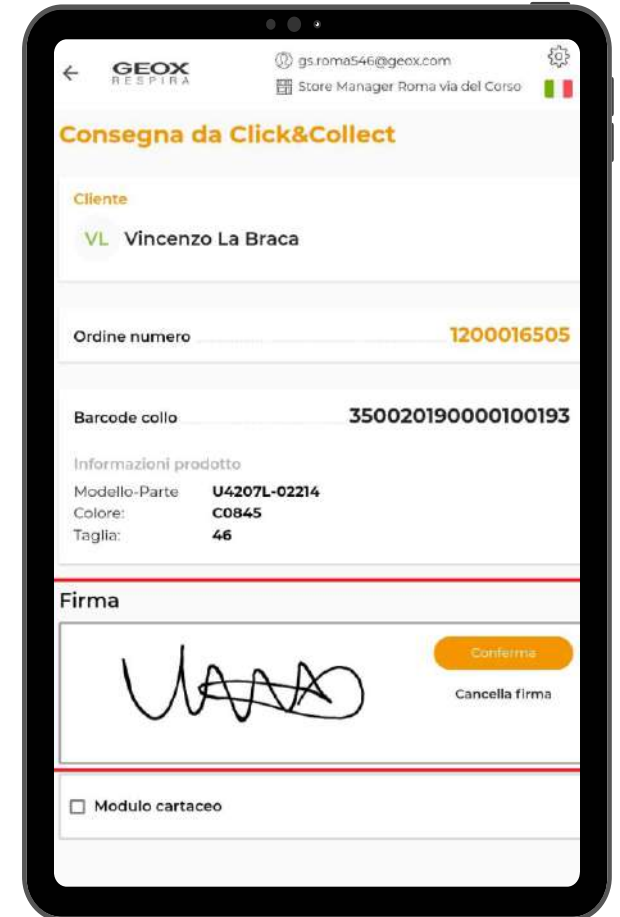 GEOX
RESPIRA
gs.roma546@geox.com
Store Manager Roma via del Corso
Consegna da Click&Collect
Cliente
VL Vincenzo La Braca
Ordine numero 1200016505
Barcode collo 350020190000100193
Informazioni prodotto
Modello-Parte U4207L-02214
Colore: C0845
Taglia: 46
Firma
Conferma
Cancella firma
Modulo cartaceo